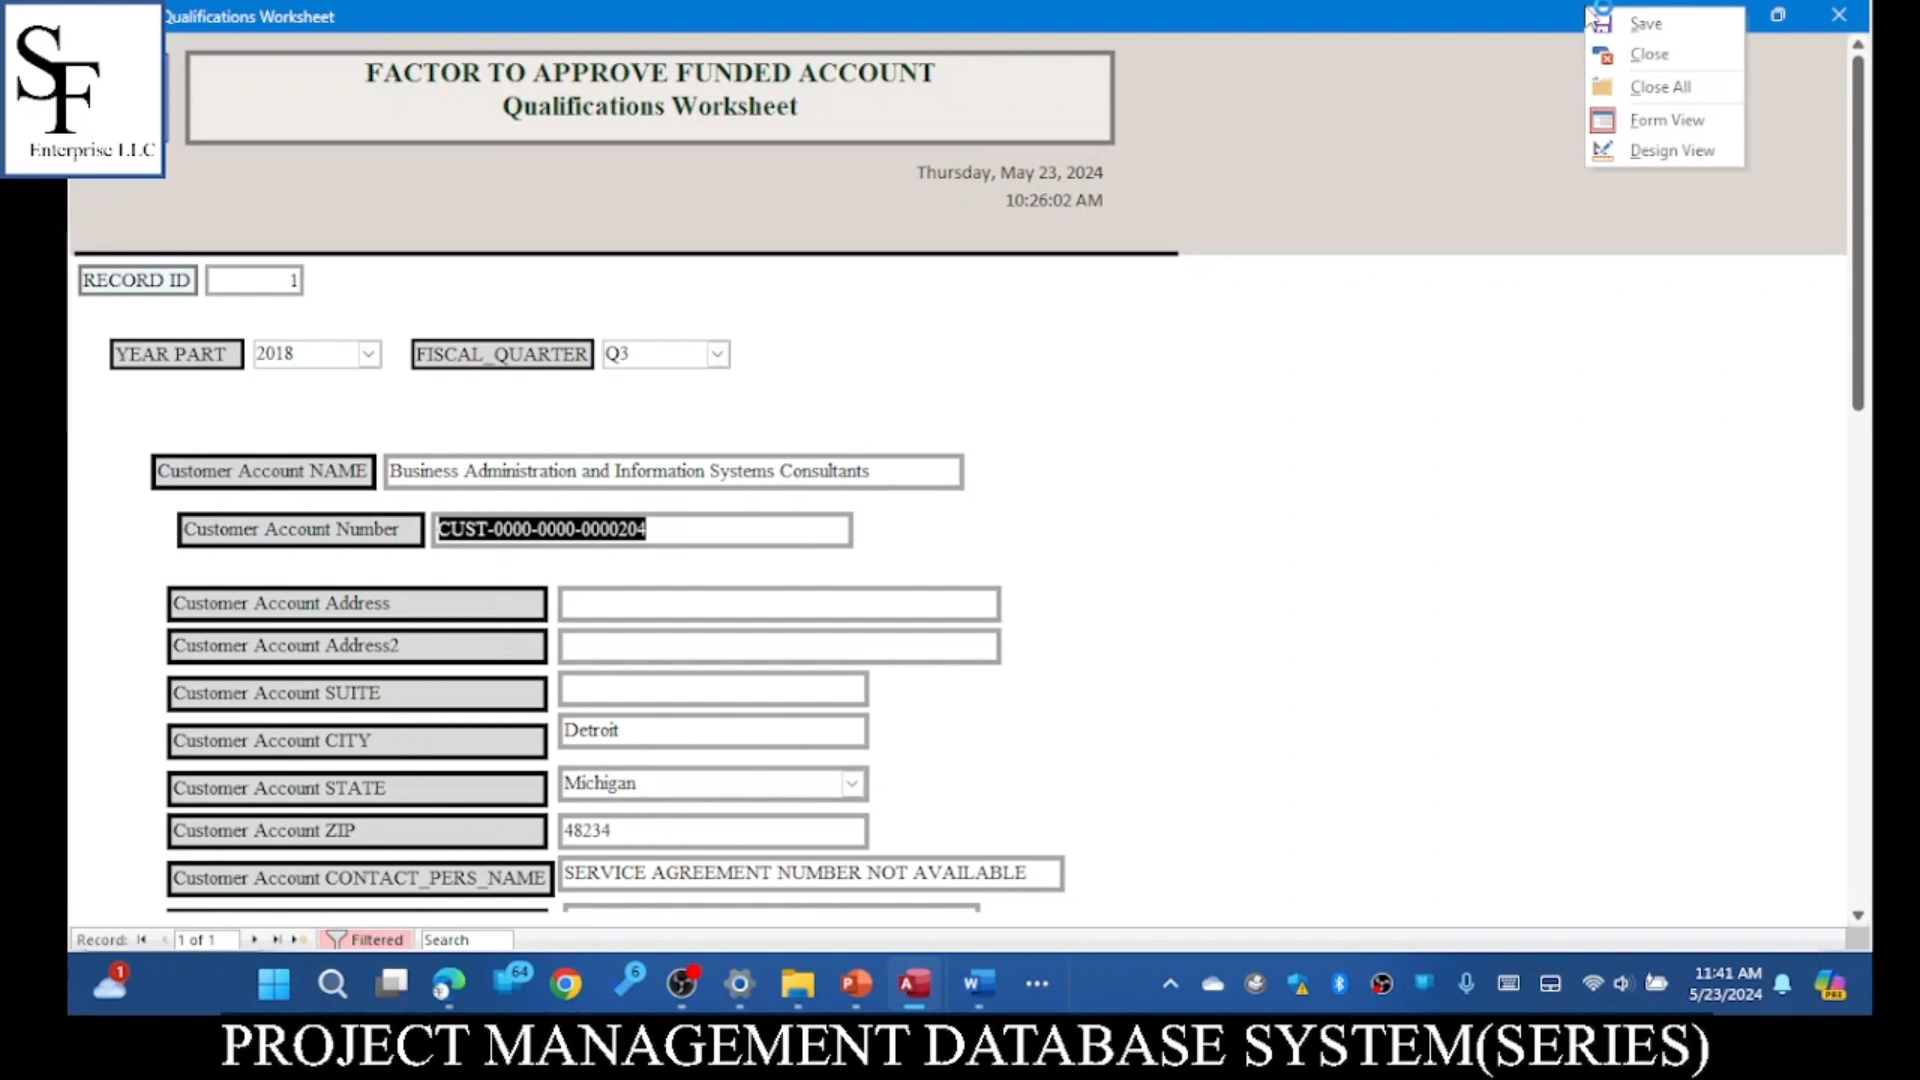 Qualifications Worksheet
SF
Enterprise LLC
FACTOR TO APPROVE FUNDED ACCOUNT
Qualifications Worksheet
Save
Close
Close All
Form View
Design View
Thursday, May 23, 2024
10:26:02 AM
RECORD ID 1
YEAR PART 2018 FISCAL_QUARTER Q3
Customer Account NAME Business Administration and Information Systems Consultants
Customer Account Number CUST-0000-0000-0000204
Customer Account Address
Customer Account Address2
Customer Account SUITE
Customer Account CITY Detroit
Customer Account STATE Michigan
Customer Account ZIP 48234
Customer Account CONTACT_PERS_NAME SERVICE AGREEMENT NUMBER NOT AVAILABLE
Record: 1 of 1 Filtered Search
1 64 6 P A W PRE
11:41 AM
5/23/2024
PROJECT MANAGEMENT DATABASE SYSTEM(SERIES)